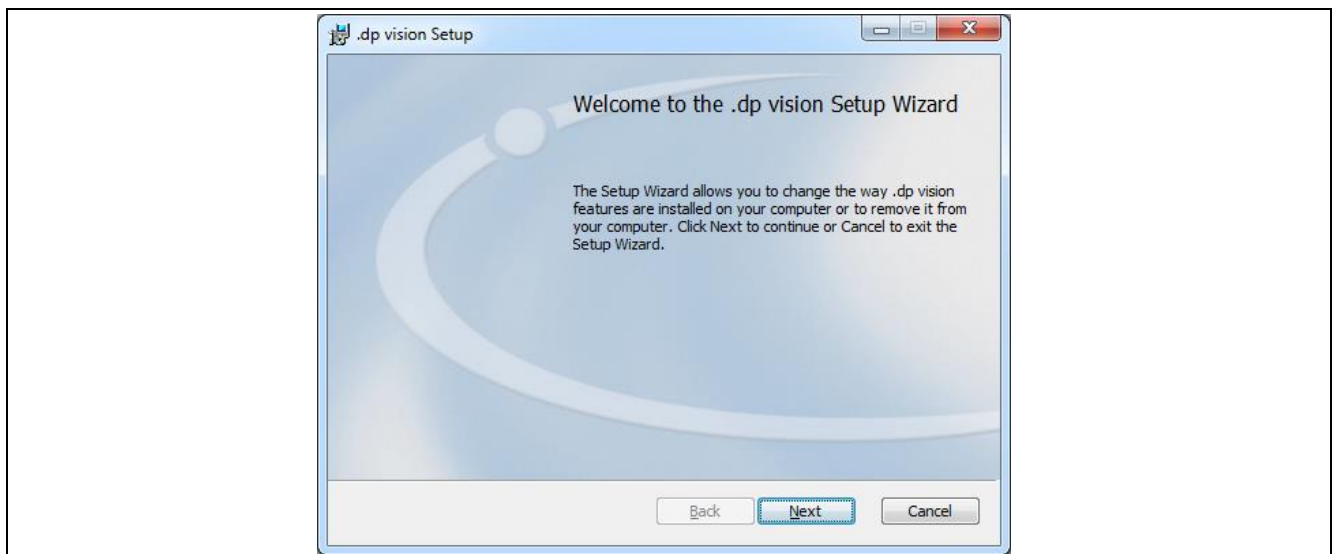 .dp vision Setup
Welcome to the .dp vision Setup Wizard
The Setup Wizard allows you to change the way .dp vision
features are installed on your computer or to remove it from
your computer. Click Next to continue or Cancel to exit the
Setup Wizard.
Back Next Cancel